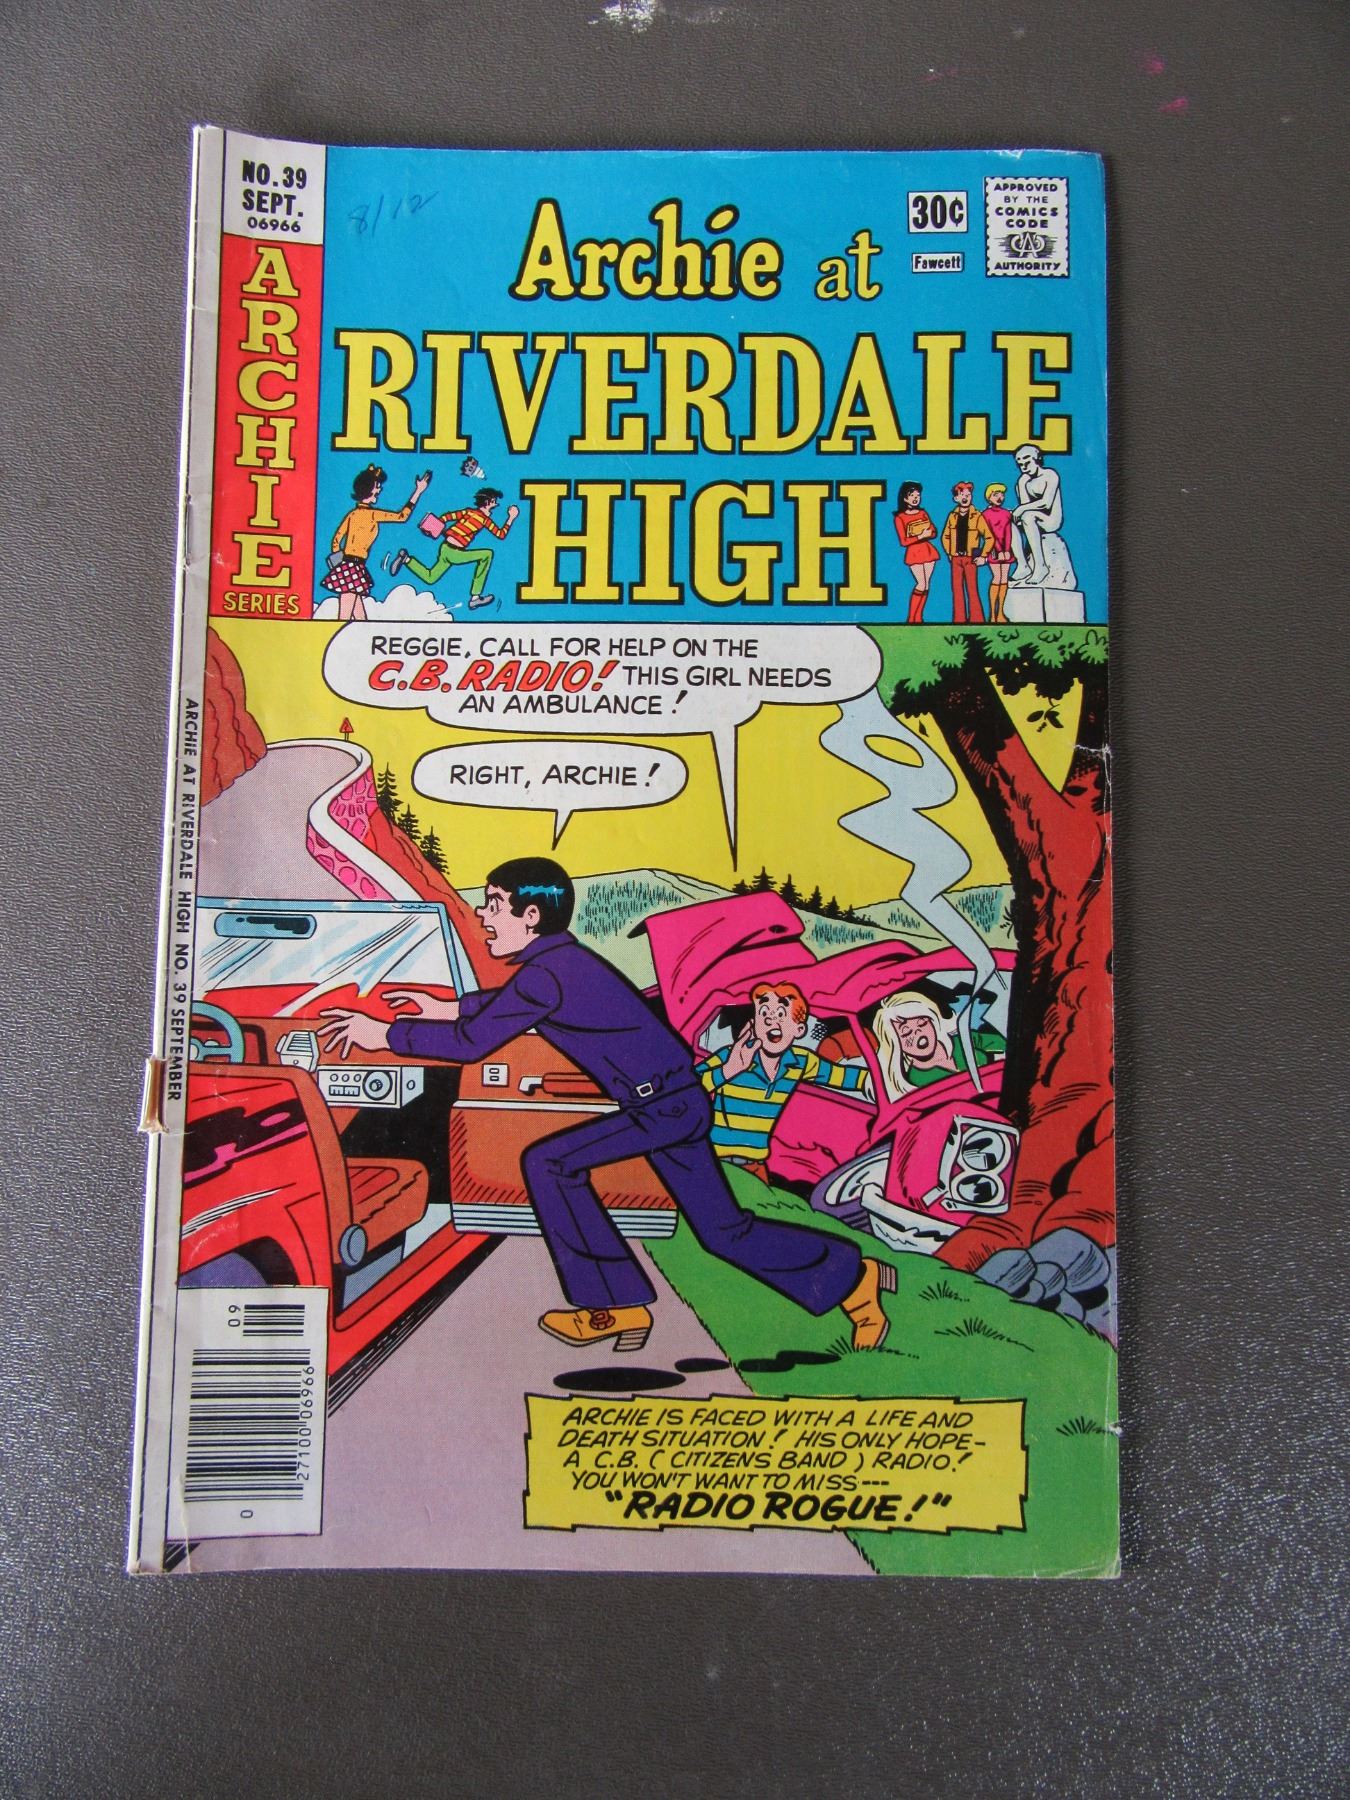 NO. 39
SEPT.
06966
ARCHIE
SERIES
8/12
30¢
Fawcett
APPROVED
BY THE
COMICS
CODE
CA
AUTHORITY
Archie at
RIVERDALE
HIGH
REGGIE, CALL FOR HELP ON THE
C.B. RADIO! THIS GIRL NEEDS
AN AMBULANCE!
RIGHT, ARCHIE!
ARCHIE AT RIVERDALE HIGH NO. 39 SEPTEMBER
09
27100 06966
0
ARCHIE IS FACED WITH A LIFE AND
DEATH SITUATION! HIS ONLY HOPE-
A C.B. (CITIZENS BAND) RADIO!
YOU WON'T WANT TO MISS---
"RADIO ROGUE!"